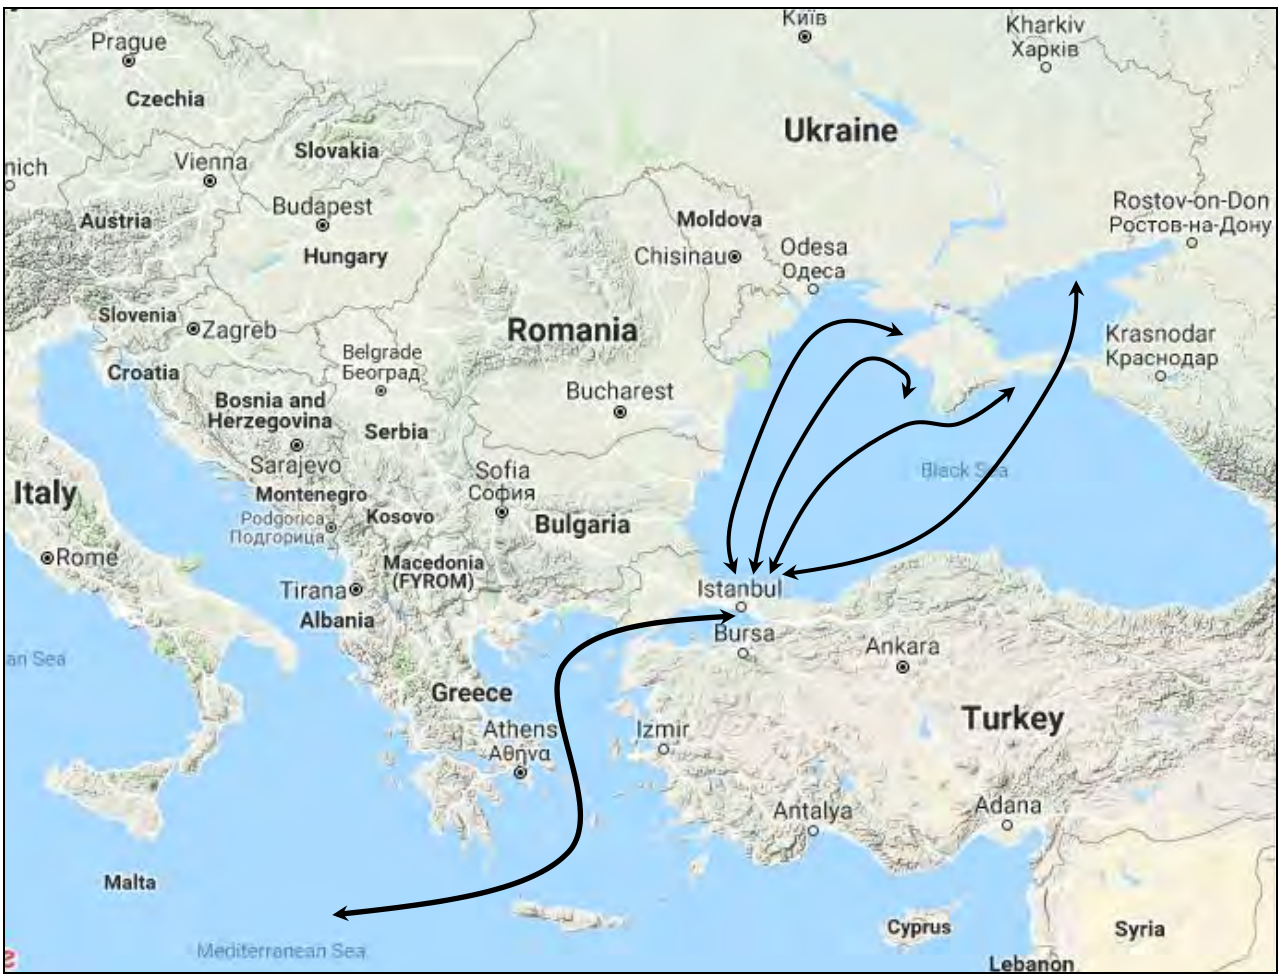 Київ
Kharkiv
Харків
Prague
Czechia
Ukraine
Slovakia
Vienna
nich
Budapest
Austria
Hungary
Moldova
Chisinau
Odesa
Одеса
Rostov-on-Don
Ростов-на-Дону
Slovenia
Zagreb
Romania
Krasnodar
Краснодар
Belgrade
Београд
Croatia
Bosnia and
Herzegovina
Bucharest
Serbia
Sarajevo
Sofia
София
Black Sea
Italy
Montenegro
Podgorica
Подгорица
Kosovo
Bulgaria
Rome
Macedonia
(FYROM)
Tirana
Albania
Istanbul
Bursa
Ankara
an Sea
Greece
Turkey
Athens
Αθήνα
Izmir
Antalya
Adana
Malta
Cyprus
Syria
Mediterranean Sea
Lebanon